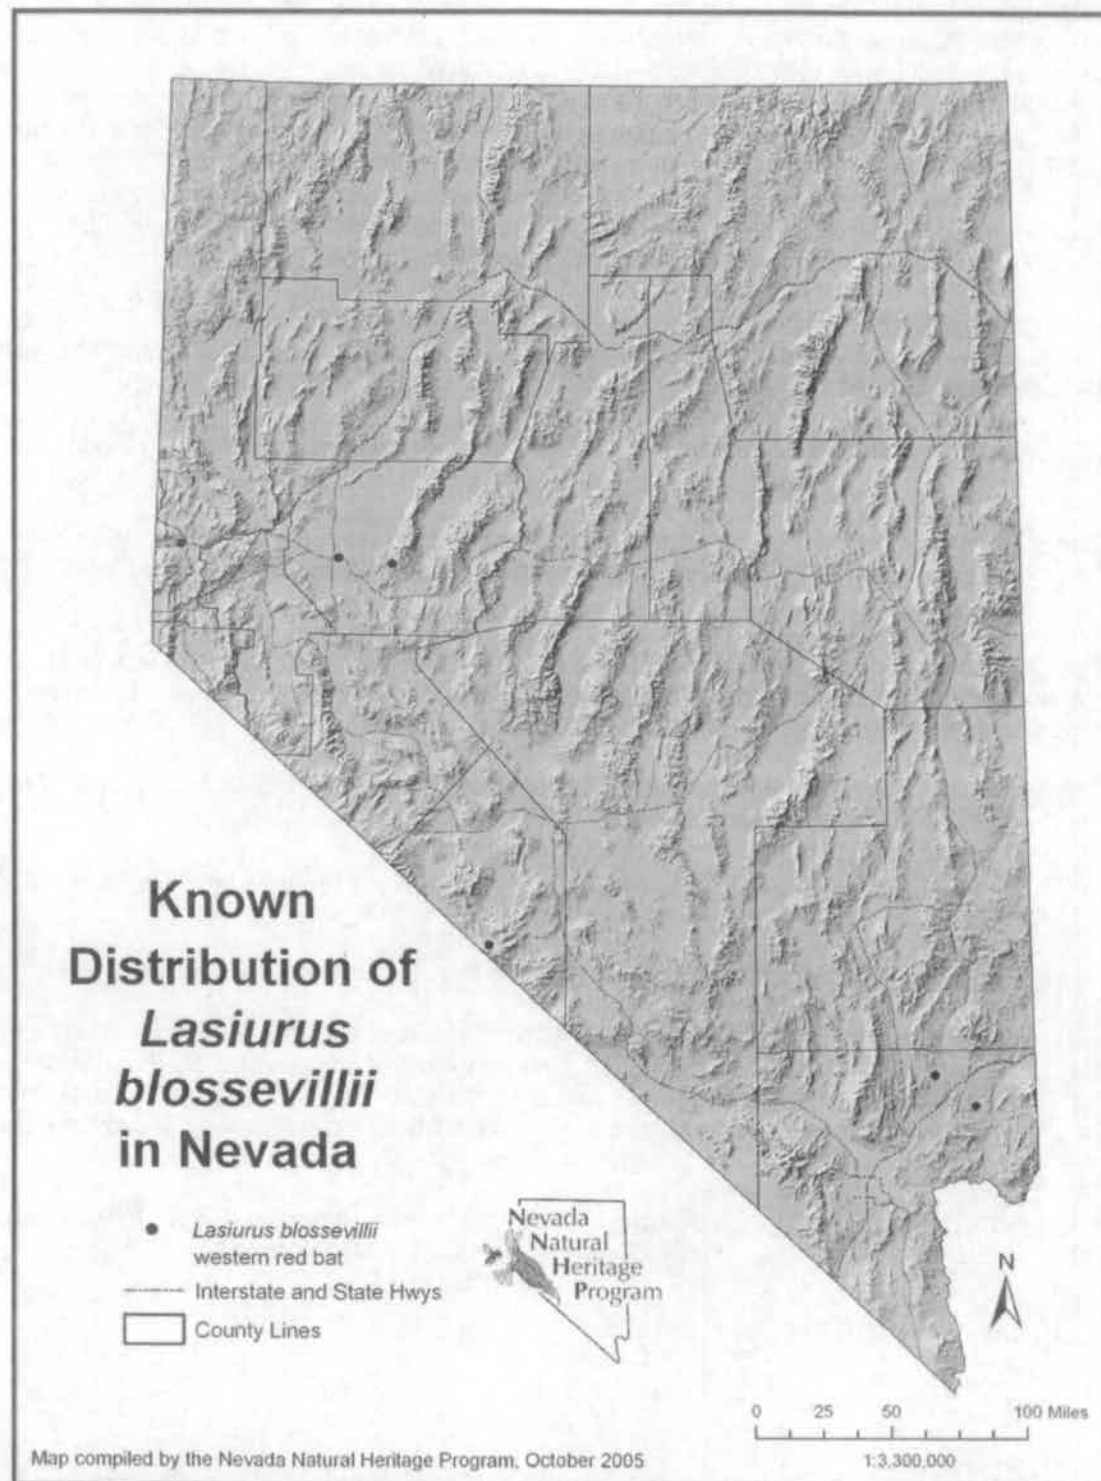 Known
Distribution of
Lasiurus
blossevillii
in Nevada
Lasiurus blossevillii
western red bat
Interstate and State Hwys
County Lines
Nevada
Natural
Heritage
Program
N
0 25 50 100 Miles
1:3,300,000
Map compiled by the Nevada Natural Heritage Program, October 2005